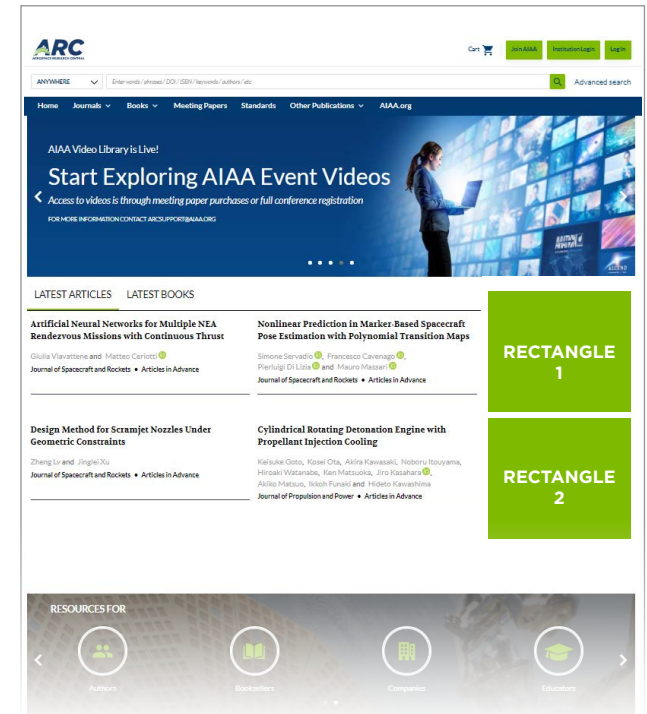 ARC
AEROSPACE RESEARCH CENTRAL
Cart
Join AIAA
Institution Login
Log In
ANYWHERE
Enter words / phrases / DOI / ISBN / keywords / authors / etc
Advanced search
Home Journals Books Meeting Papers Standards Other Publications AIAA.org
AIAA Video Library is Live!
Start Exploring AIAA Event Videos
Access to videos is through meeting paper purchases or full conference registration
FOR MORE INFORMATION CONTACT ARCSUPPORT@AIAA.ORG
ASCEND
LATEST ARTICLES LATEST BOOKS
Artificial Neural Networks for Multiple NEA
Rendezvous Missions with Continuous Thrust
Giulia Viavattene and Matteo Ceriotti
Journal of Spacecraft and Rockets • Articles in Advance
Nonlinear Prediction in Marker-Based Spacecraft
Pose Estimation with Polynomial Transition Maps
Simone Servadio, Francesco Cavenago,
Pierluigi Di Lizia and Mauro Massari
Journal of Spacecraft and Rockets • Articles in Advance
RECTANGLE
1
Design Method for Scramjet Nozzles Under
Geometric Constraints
Zheng Lv and Jinglei Xu
Journal of Spacecraft and Rockets • Articles in Advance
Cylindrical Rotating Detonation Engine with
Propellant Injection Cooling
Keisuke Goto, Kosei Ota, Akira Kawasaki, Noboru Itouyama,
Hiroaki Watanabe, Ken Matsuoka, Jiro Kasahara,
Akiko Matsuo, Ikkoh Funaki and Hideto Kawashima
Journal of Propulsion and Power • Articles in Advance
RECTANGLE
2
RESOURCES FOR
Authors
Booksellers
Companies
Educators